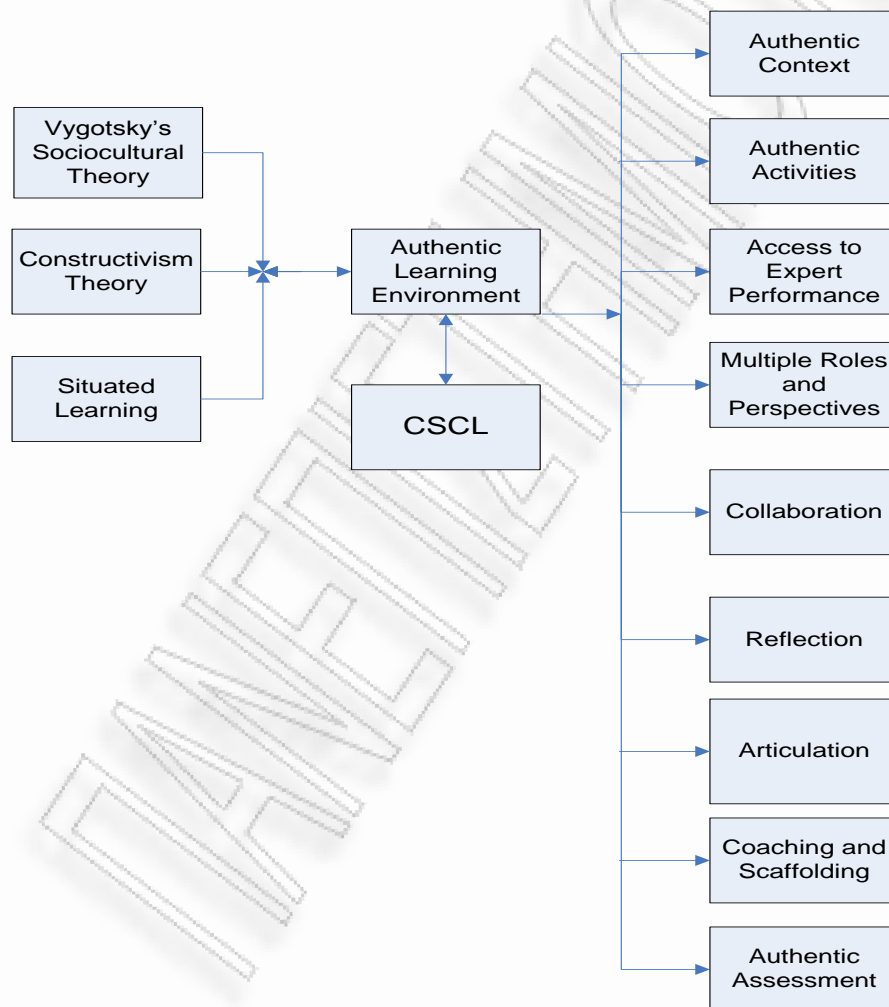 Vygotsky's
Sociocultural
Theory
Constructivism
Theory
Situated
Learning
Authentic
Learning
Environment
CSCL
Authentic
Context
Authentic
Activities
Access to
Expert
Performance
Multiple Roles
and
Perspectives
Collaboration
Reflection
Articulation
Coaching and
Scaffolding
Authentic
Assessment